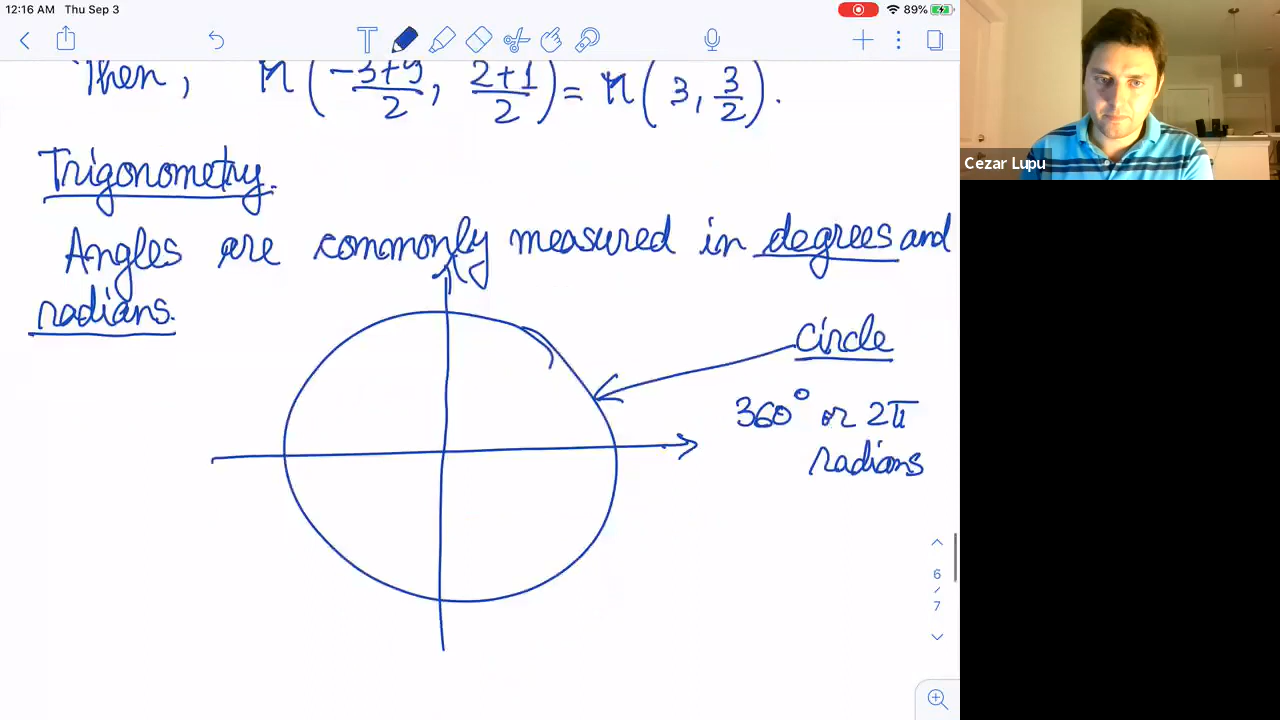 12:16 AM Thu Sep 3
89%
Then, M(-3+9/2, 2+1/2) = M(3, 3/2).
Trigonometry.
Angles are commonly measured in degrees and
radians.
circle
360° or 2π
radians
Cezar Lupu
6
/
7